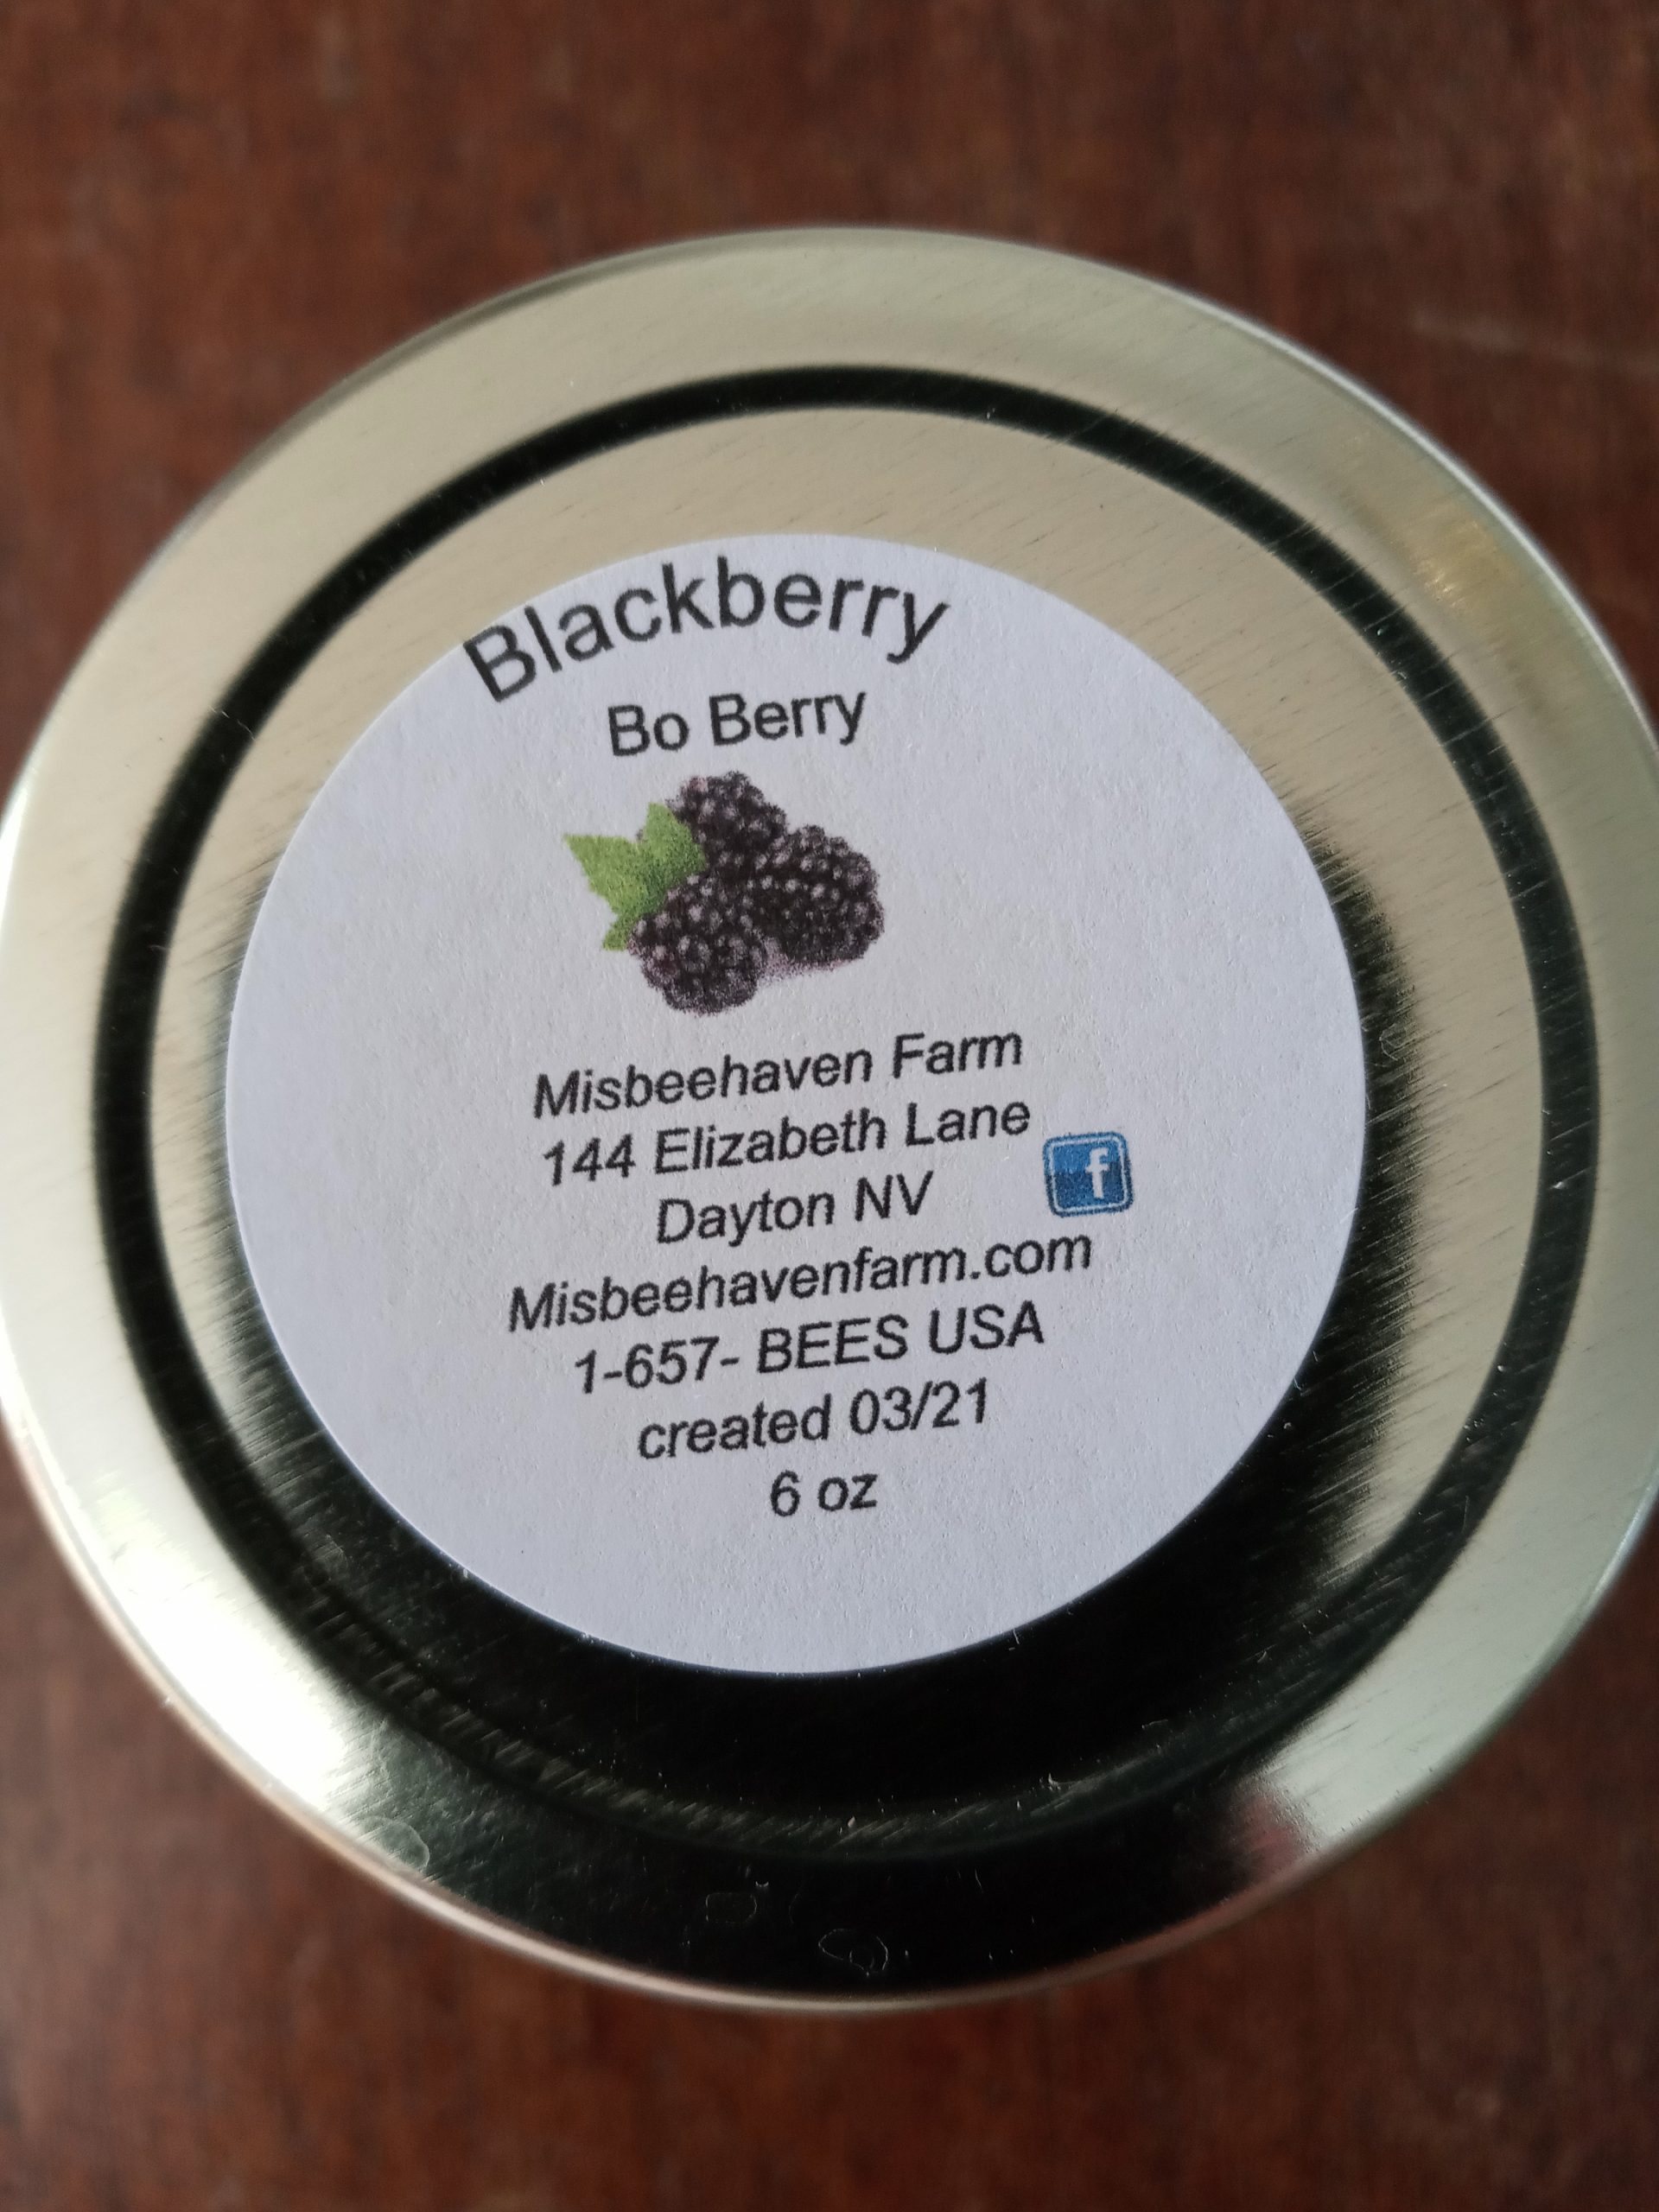 Blackberry
Bo Berry
Misbeehaven Farm
144 Elizabeth Lane
Dayton NV
f
Misbeehavenfarm.com
1-657- BEES USA
created 03/21
6 oz